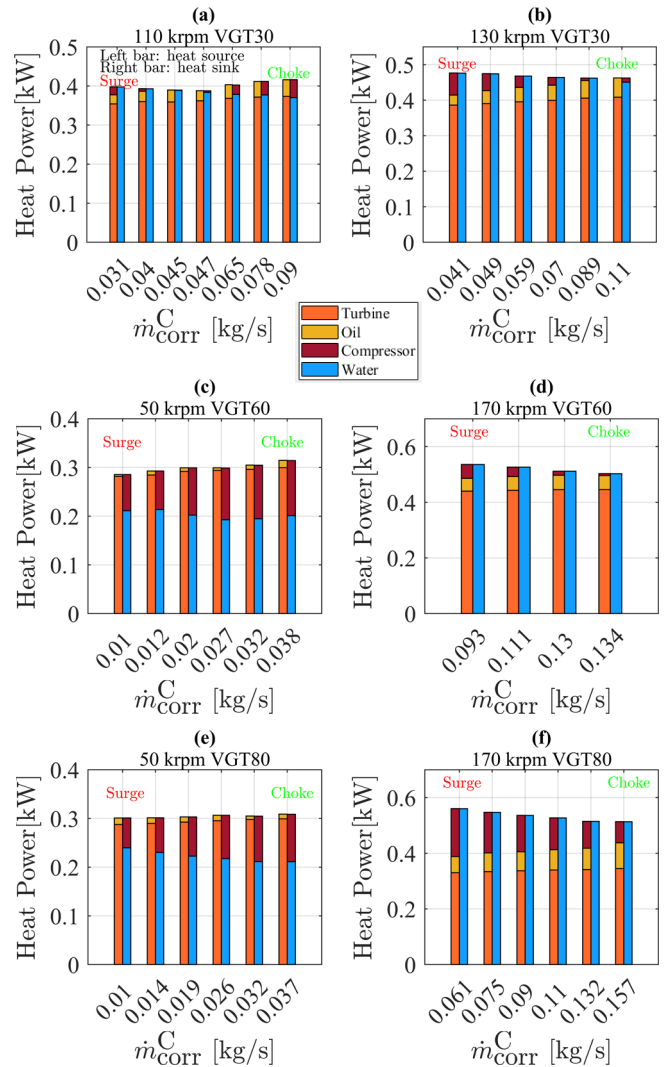 (a)
110 krpm VGT30
Heat Power[kW]
0.5
0.4
0.3
0.2
0.1
0
Left bar: heat source
Right bar: heat sink
Surge
Choke
0.031
0.04
0.045
0.047
0.065
0.078
0.09
ṁ^C_corr [kg/s]
(b)
130 krpm VGT30
Heat Power[kW]
0.5
0.4
0.3
0.2
0.1
0
Surge
Choke
0.041
0.049
0.059
0.07
0.089
0.11
ṁ^C_corr [kg/s]
Turbine
Oil
Compressor
Water
(c)
50 krpm VGT60
Heat Power[kW]
0.4
0.3
0.2
0.1
0
Surge
Choke
0.01
0.012
0.02
0.027
0.032
0.038
ṁ^C_corr [kg/s]
(d)
170 krpm VGT60
Heat Power[kW]
0.6
0.4
0.2
0
Surge
Choke
0.093
0.111
0.13
0.134
ṁ^C_corr [kg/s]
(e)
50 krpm VGT80
Heat Power[kW]
0.4
0.3
0.2
0.1
0
Surge
Choke
0.01
0.014
0.019
0.026
0.032
0.037
ṁ^C_corr [kg/s]
(f)
170 krpm VGT80
Heat Power[kW]
0.6
0.4
0.2
0
Surge
Choke
0.061
0.075
0.09
0.11
0.132
0.157
ṁ^C_corr [kg/s]